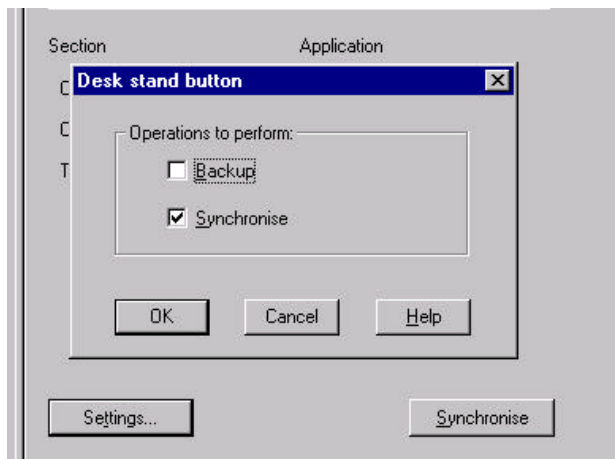 Section Application
Desk stand button
C
Operations to perform:
C
T
Backup
Synchronise
OK Cancel Help
Settings... Synchronise